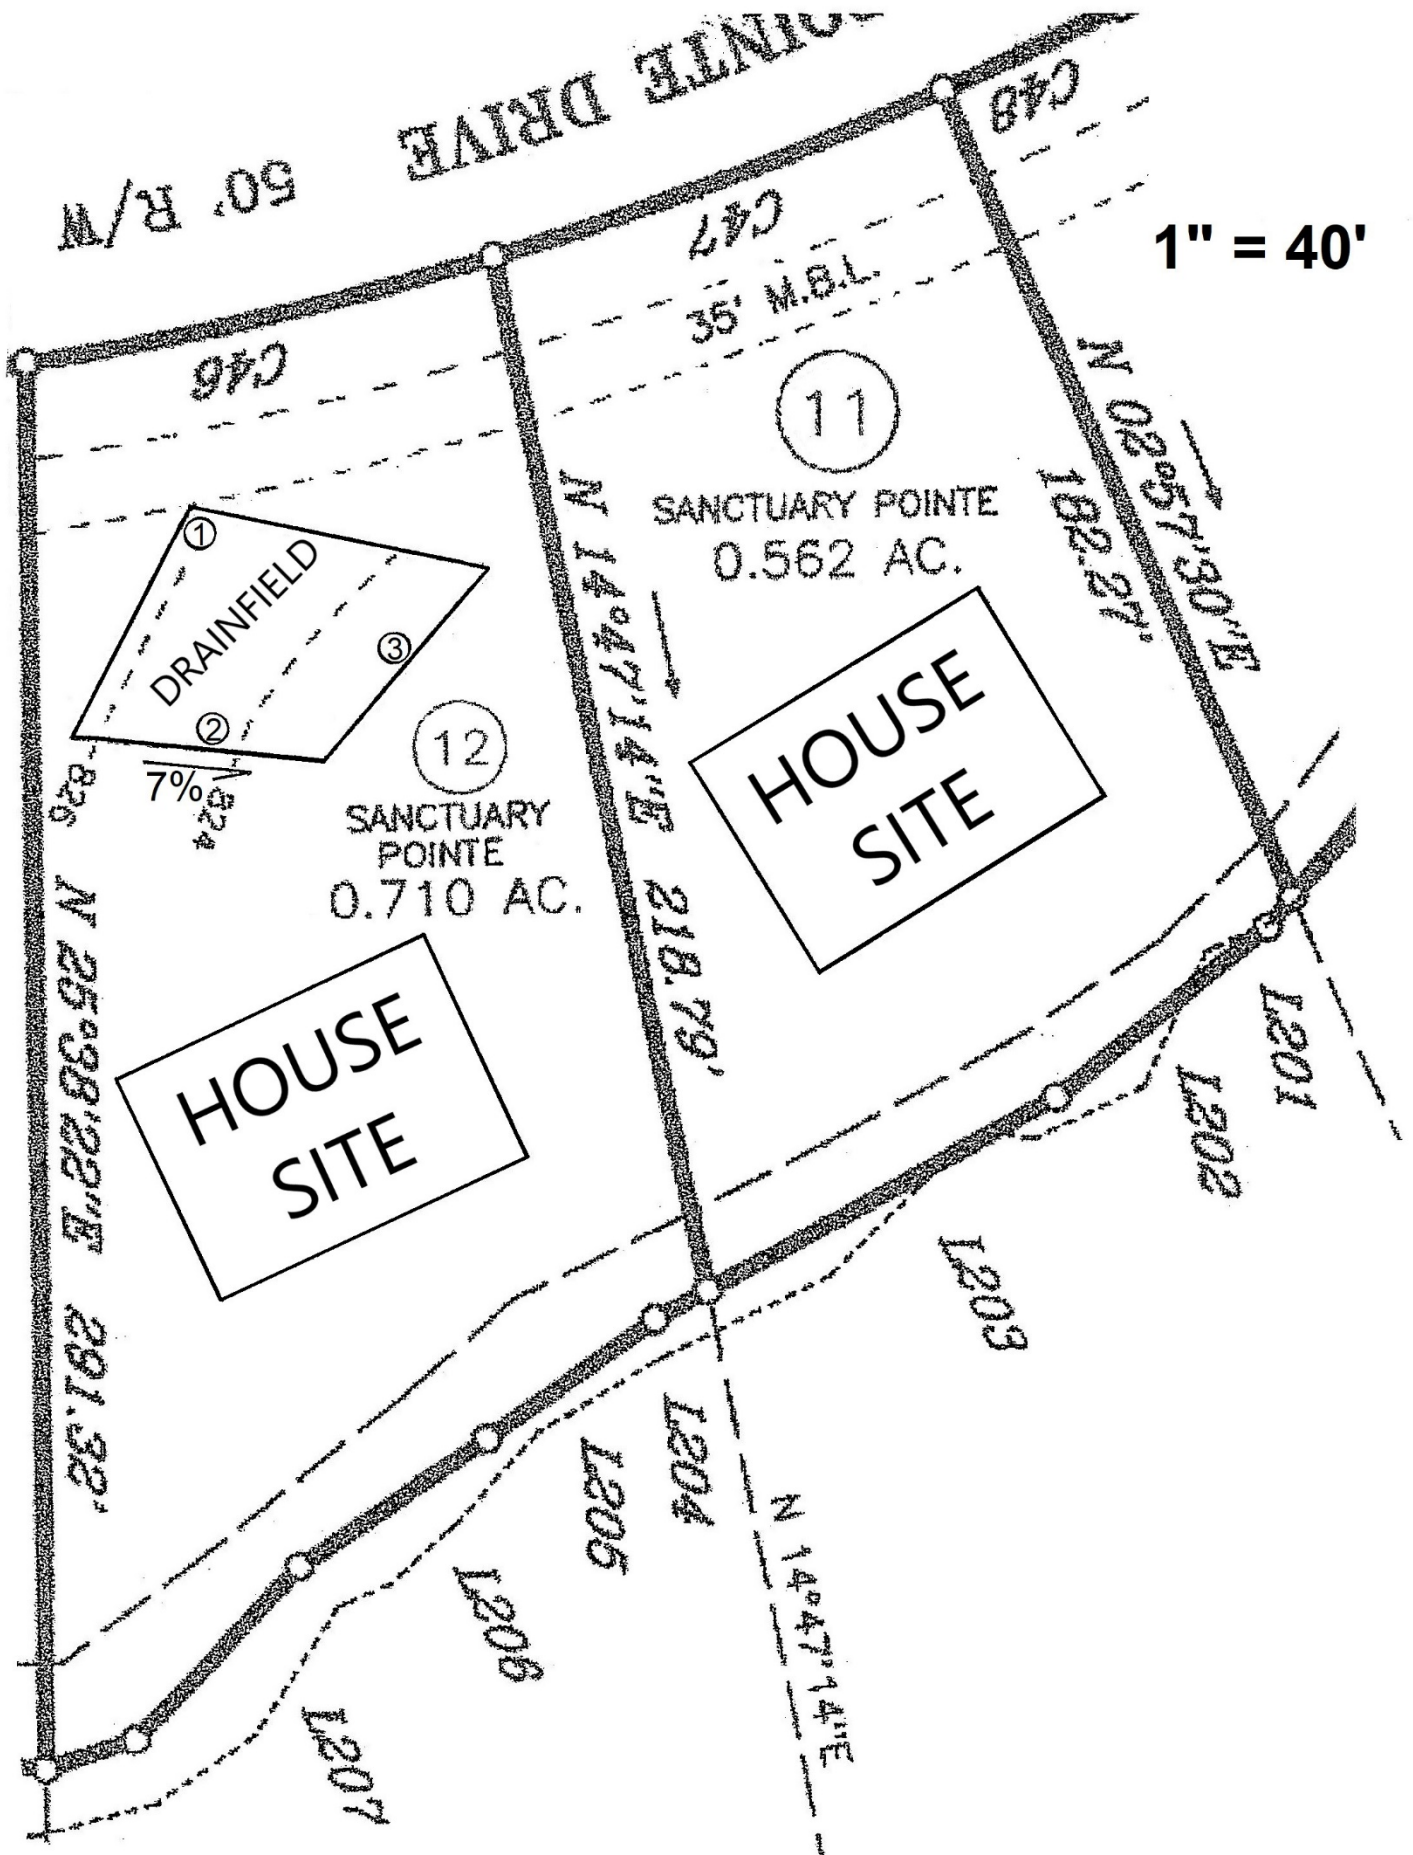 OINTE DRIVE
50' R/W
C48
C47
1" = 40'
35' M.B.L.
C46
11
SANCTUARY POINTE
0.562 AC.
N 02°57'30"E
182.27'
N 14°47'14"E 218.79'
1
DRAINFIELD
3
2
7%
826
824
12
SANCTUARY
POINTE
0.710 AC.
HOUSE
SITE
N 25°38'22"E 291.32'
HOUSE
SITE
L201
L202
L203
L204
L205
L206
L207
N 14°47'14"E